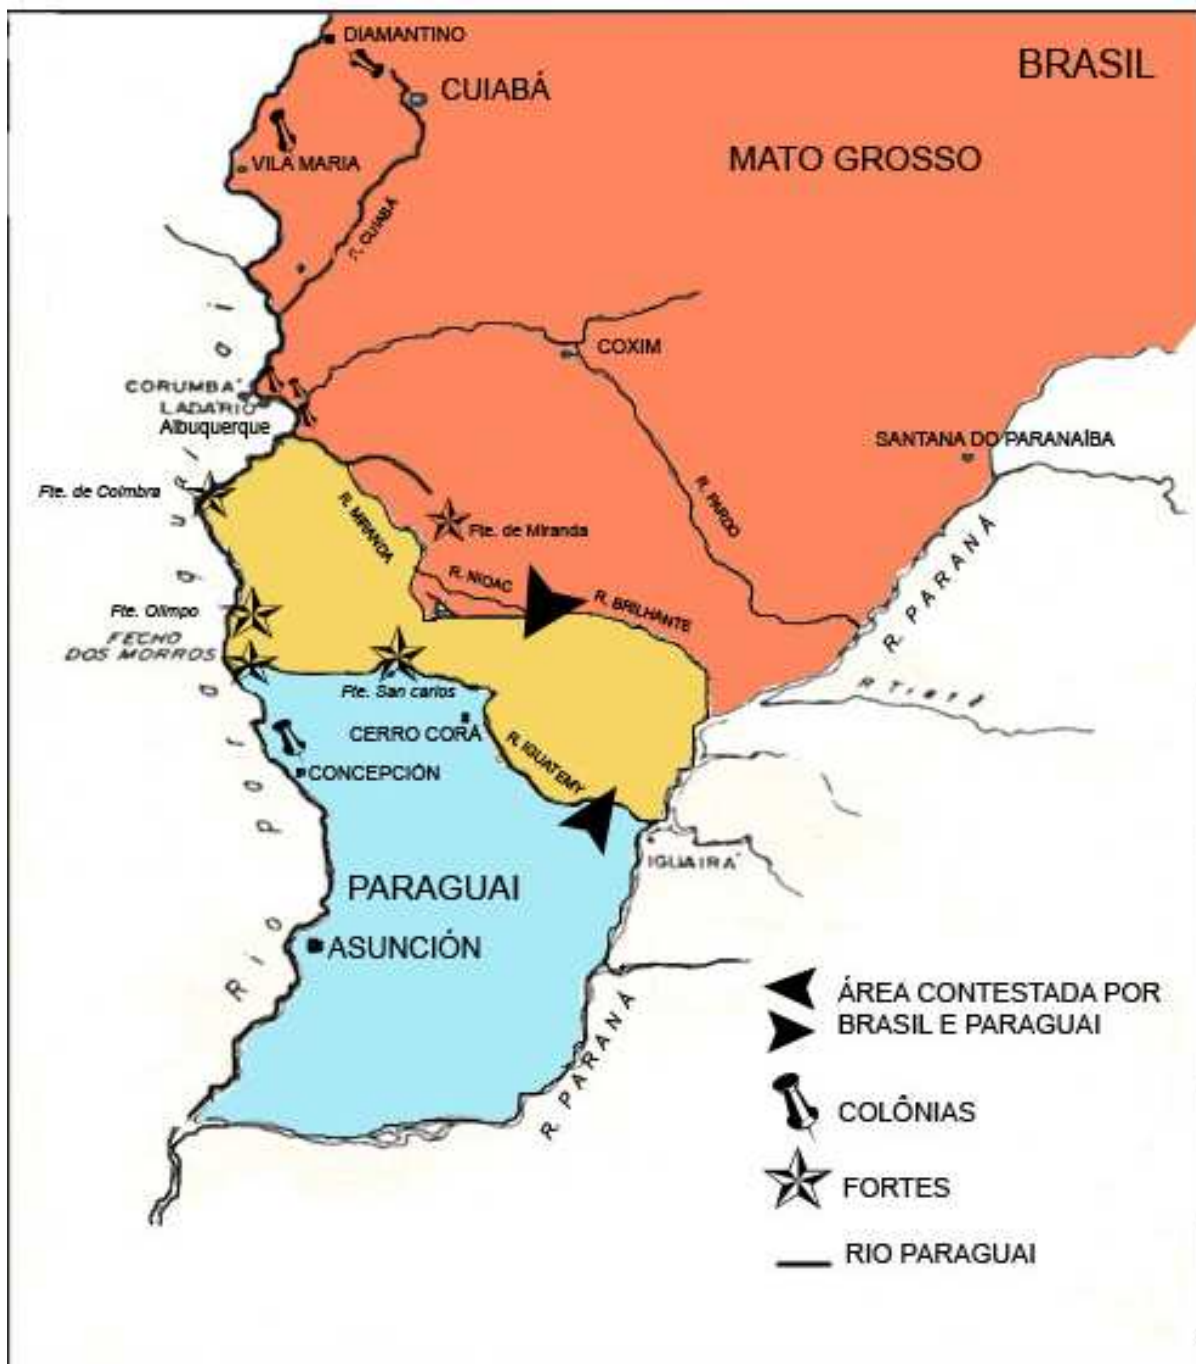 DIAMANTINO
BRASIL
CUIABÁ
MATO GROSSO
VILA MARIA
R. CUIABÁ
COXIM
CORUMBA'
LADÁRIO
Albuquerque
SANTANA DO PARANAÍBA
Fte. de Coimbra
R. MIRANDA
Fte. de Miranda
R. PARDO
R. PARANÁ
R. NIOAC
R. BRILHANTE
Fte. Olimpo
FECHO
DOS MORROS
Fte. San carlos
R Tietê
CERRO CORÁ
R. IGUATEMY
CONCEPCIÓN
IGUAIRA'
PARAGUAI
ASUNCIÓN
Rio paraguai
R. PARANÁ
ÁREA CONTESTADA POR
BRASIL E PARAGUAI
COLÔNIAS
FORTES
RIO PARAGUAI